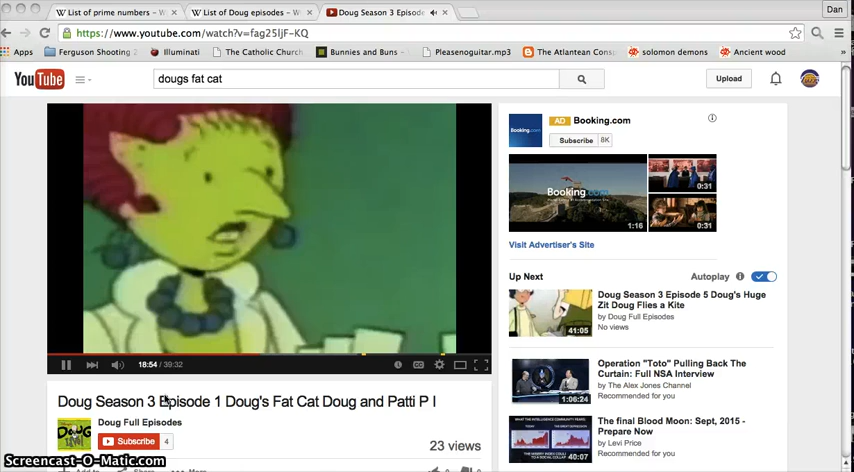 List of prime numbers - W
List of Doug episodes - W
Doug Season 3 Episode
Dan
https://www.youtube.com/watch?v=fag25IjF-KQ
Apps
Ferguson Shooting
Illuminati
The Catholic Church
Bunnies and Buns -
Pleasenoguitar.mp3
The Atlantean Cons
solomon demons
Ancient wood
»
YouTube
dougs fat cat
Upload
AD Booking.com
Subscribe 8K
Booking.com
Booking.com
1:16
0:31
0:31
Visit Advertiser's Site
Up Next
Autoplay
Doug Season 3 Episode 5 Doug's Huge
Zit Doug Flies a Kite
by Doug Full Episodes
No views
41:05
Operation "Toto" Pulling Back The
Curtain: Full NSA Interview
by The Alex Jones Channel
Recommended for you
1:06:24
The final Blood Moon: Sept, 2015 -
Prepare Now
by Levi Price
Recommended for you
40:07
18:54 / 39:32
CC
Doug Season 3 Episode 1 Doug's Fat Cat Doug and Patti P I
Doug Full Episodes
Subscribe 4
23 views
Screencast-O-Matic.com